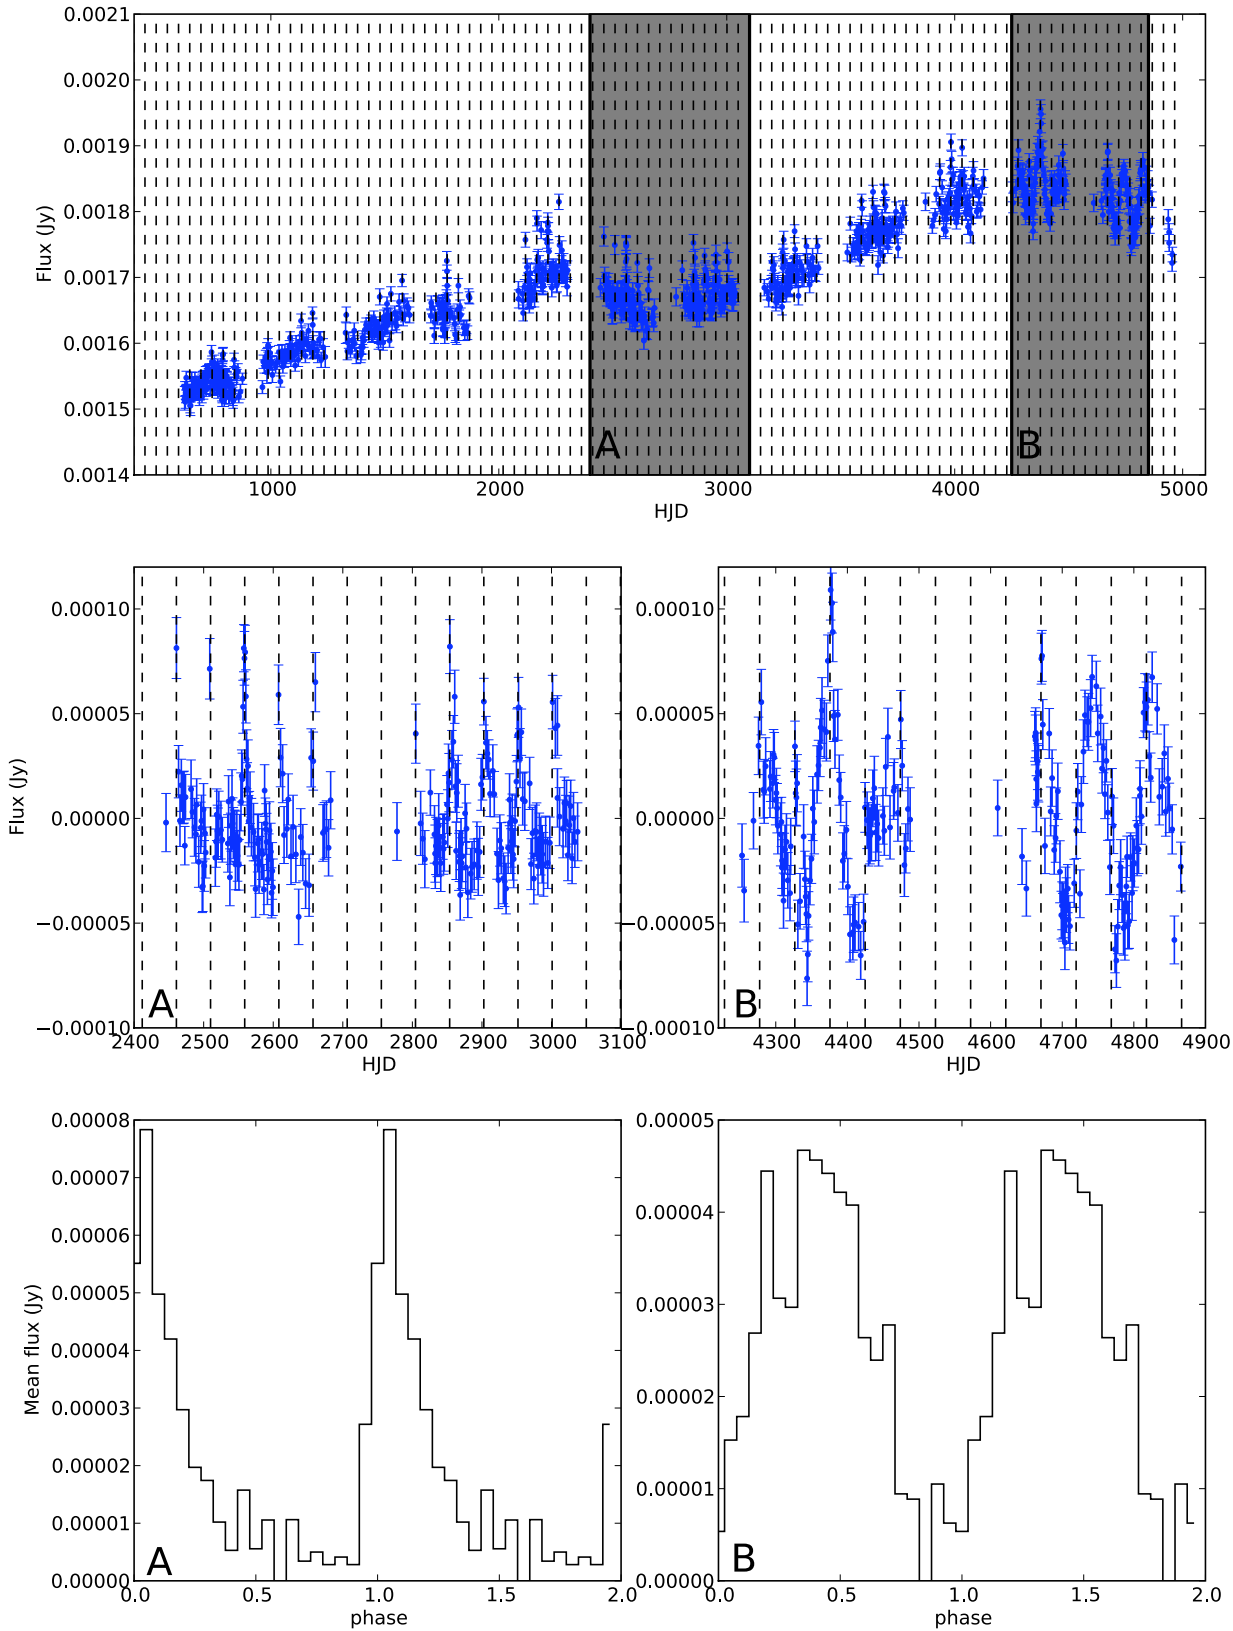 0.0021
0.0020
0.0019
0.0018
0.0017
0.0016
0.0015
0.0014
Flux (Jy)
A
B
1000 2000 3000 4000 5000
HJD
0.00010
0.00005
0.00000
−0.00005
−0.00010
Flux (Jy)
A
2400 2500 2600 2700 2800 2900 3000 3100
HJD
0.00010
0.00005
0.00000
−0.00005
−0.00010
B
4300 4400 4500 4600 4700 4800 4900
HJD
0.00008
0.00007
0.00006
0.00005
0.00004
0.00003
0.00002
0.00001
0.00000
Mean flux (Jy)
A
0.0 0.5 1.0 1.5 2.0
phase
0.00005
0.00004
0.00003
0.00002
0.00001
0.00000
B
0.0 0.5 1.0 1.5 2.0
phase